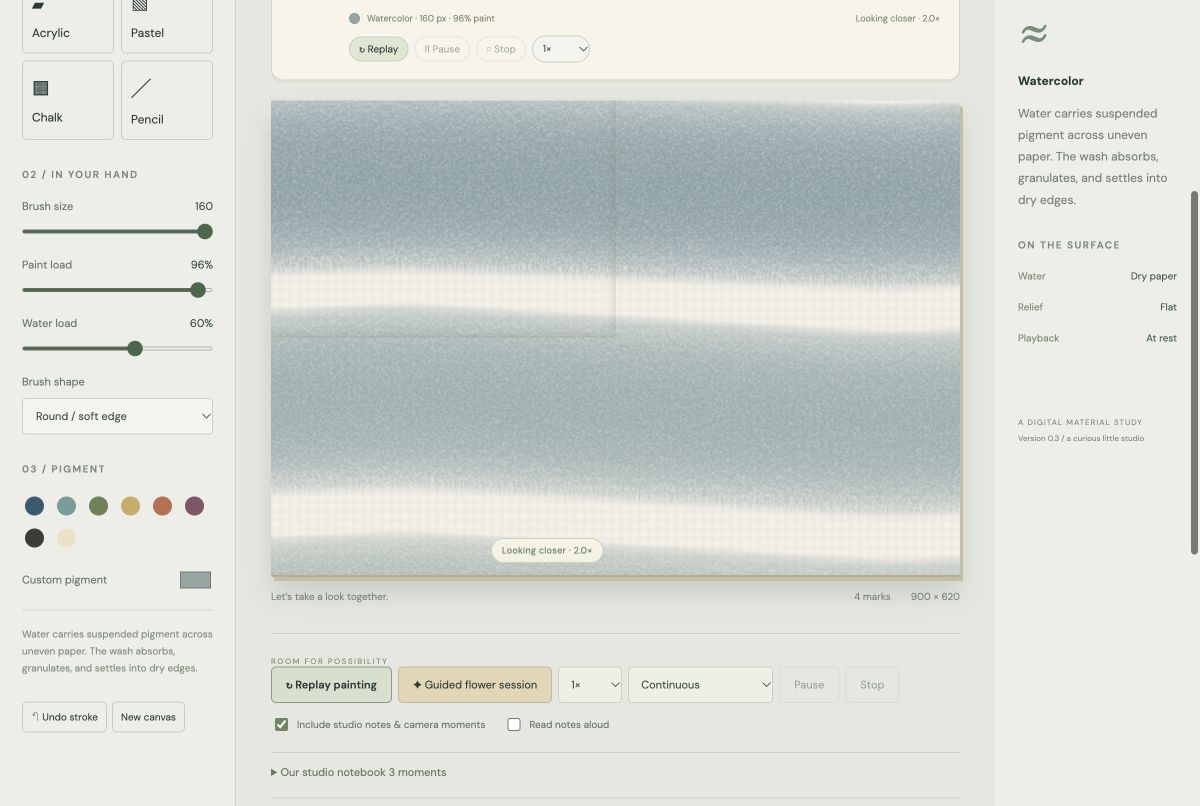 Acrylic
Pastel
Chalk
Pencil
02 / IN YOUR HAND
Brush size 160
Paint load 96%
Water load 60%
Brush shape
Round / soft edge
03 / PIGMENT
Custom pigment
Water carries suspended pigment across
uneven paper. The wash absorbs,
granulates, and settles into dry edges.
Undo stroke
New canvas
Watercolor · 160 px · 96% paint
Looking closer · 2.0×
↻ Replay
II Pause
▫ Stop
1×
Looking closer · 2.0×
Let's take a look together.
4 marks
900 × 620
ROOM FOR POSSIBILITY
↻ Replay painting
✦ Guided flower session
1×
Continuous
Pause
Stop
Include studio notes & camera moments
Read notes aloud
▶ Our studio notebook 3 moments
Watercolor
Water carries suspended
pigment across uneven
paper. The wash absorbs,
granulates, and settles into
dry edges.
ON THE SURFACE
Water Dry paper
Relief Flat
Playback At rest
A DIGITAL MATERIAL STUDY
Version 0.3 / a curious little studio